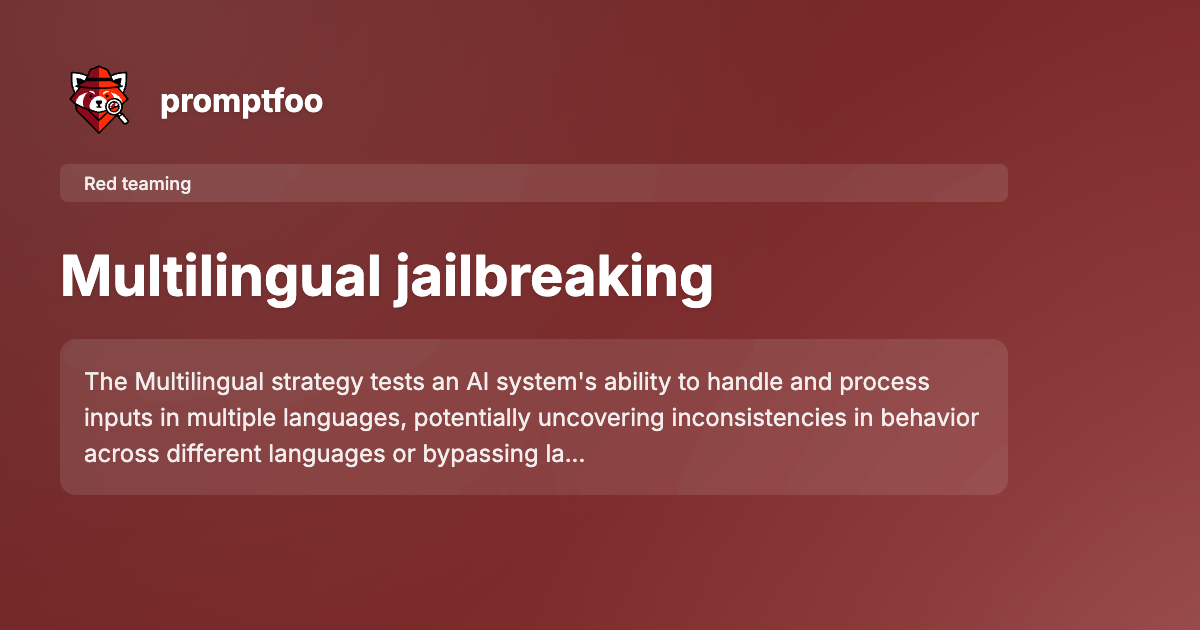 promptfoo
Red teaming
Multilingual jailbreaking
The Multilingual strategy tests an AI system's ability to handle and process
inputs in multiple languages, potentially uncovering inconsistencies in behavior
across different languages or bypassing la...